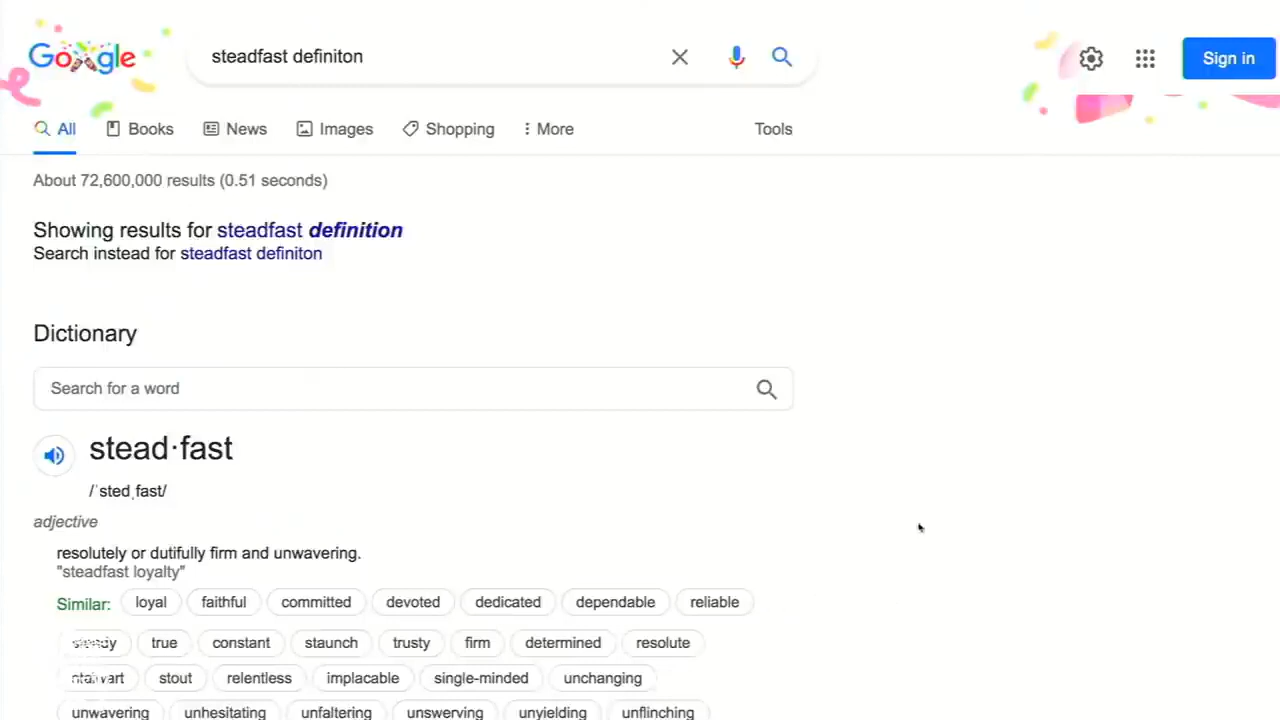 Google
steadfast definiton
Sign in
All Books News Images Shopping More Tools
About 72,600,000 results (0.51 seconds)
Showing results for steadfast definition
Search instead for steadfast definiton
Dictionary
Search for a word
stead·fast
/ˈstedˌfast/
adjective
resolutely or dutifully firm and unwavering.
"steadfast loyalty"
Similar: loyal faithful committed devoted dedicated dependable reliable
steady true constant staunch trusty firm determined resolute
stalwart stout relentless implacable single-minded unchanging
unwavering unhesitating unfaltering unswerving unyielding unflinching